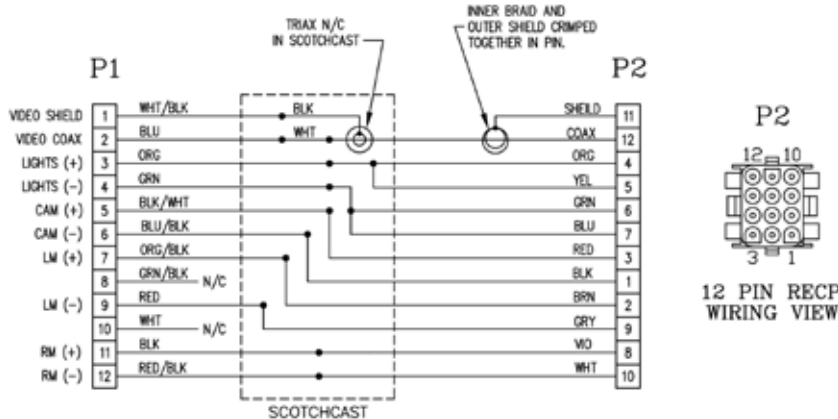 TRIAX N/C
IN SCOTCHCAST
INNER BRAID AND
OUTER SHIELD CRIMPED
TOGETHER IN PIN.
P1
P2
VIDEO SHIELD 1 WHT/BLK BLK SHEILD 11
VIDEO COAX 2 BLU WHT COAX 12
LIGHTS (+) 3 ORG ORG 4
LIGHTS (-) 4 GRN YEL 5
CAM (+) 5 BLK/WHT GRN 6
CAM (-) 6 BLU/BLK BLU 7
LM (+) 7 ORG/BLK RED 3
8 GRN/BLK N/C BLK 1
LM (-) 9 RED BRN 2
10 WHT N/C GRY 9
RM (+) 11 BLK VIO 8
RM (-) 12 RED/BLK WHT 10
SCOTCHCAST
P2
12 10
3 1
12 PIN RECP
WIRING VIEW